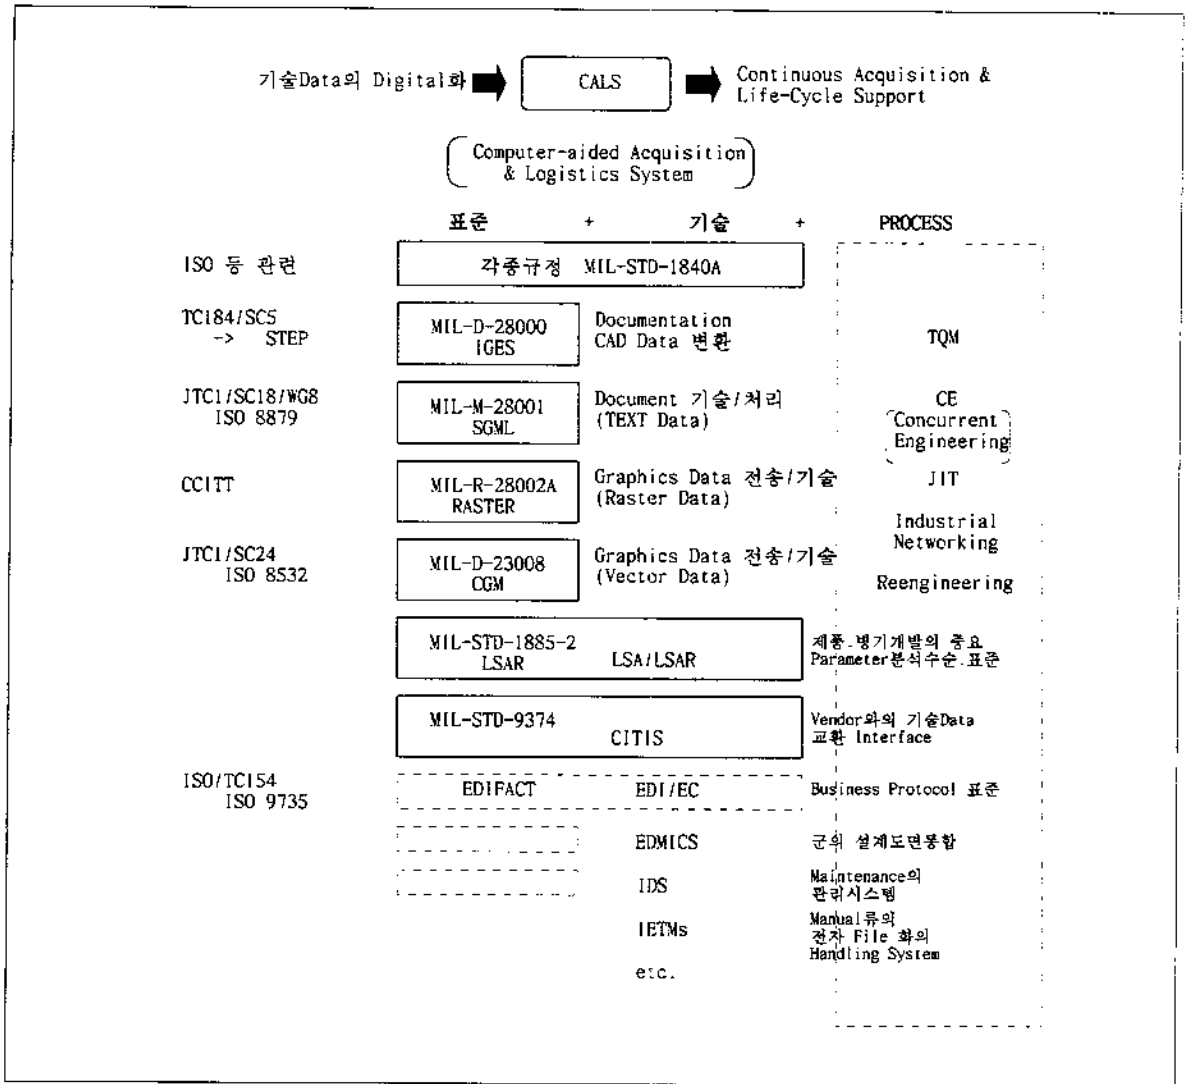 기술Data의 Digital화
CALS
Continuous Acquisition &
Life-Cycle Support
Computer-aided Acquisition
& Logistics System
표준 + 기술 + PROCESS
ISO 등 관련
각종규정 MIL-STD-1840A
TC184/SC5
-> STEP
MIL-D-28000
IGES
Documentation
CAD Data 변환
TQM
JTC1/SC18/WG8
ISO 8879
MIL-M-28001
SGML
Document 기술/처리
(TEXT Data)
CE
Concurrent
Engineering
CCITT
MIL-R-28002A
RASTER
Graphics Data 전송/기술
(Raster Data)
JIT
Industrial
Networking
JTC1/SC24
ISO 8532
MIL-D-23008
CGM
Graphics Data 전송/기술
(Vector Data)
Reengineering
MIL-STD-1885-2
LSAR
LSA/LSAR
제품.병기개발의 중요
Parameter분석수순.표준
MIL-STD-9374
CITIS
Vendor와의 기술Data
교환 Interface
ISO/TC154
ISO 9735
EDIFACT
EDI/EC
Business Protocol 표준
EDMICS
군의 설계도면통합
IDS
Maintenance의
관리시스템
IETMs
Manual류의
전자 File 화의
Handling System
etc.